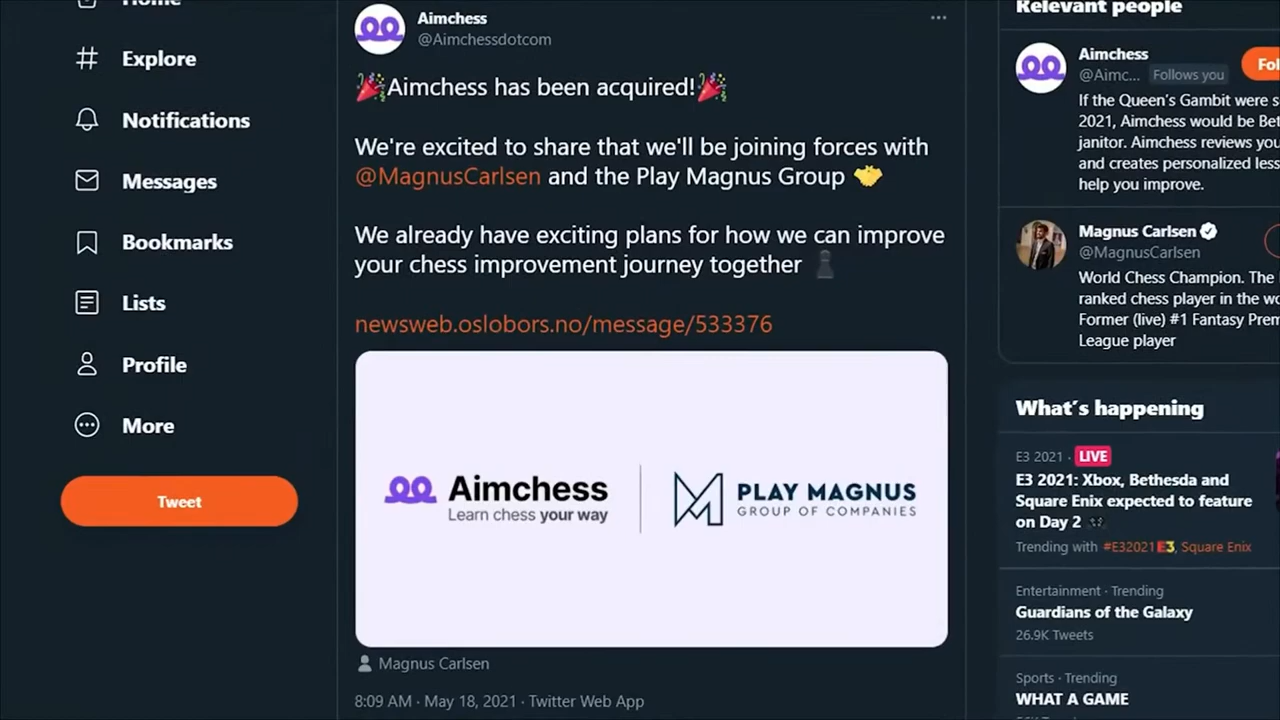 Home
Explore
Notifications
Messages
Bookmarks
Lists
Profile
More
Tweet
Aimchess
@Aimchessdotcom
Aimchess has been acquired!
We're excited to share that we'll be joining forces with
@MagnusCarlsen and the Play Magnus Group
We already have exciting plans for how we can improve
your chess improvement journey together
newsweb.oslobors.no/message/533376
Aimchess
Learn chess your way
PLAY MAGNUS
GROUP OF COMPANIES
Magnus Carlsen
8:09 AM · May 18, 2021 · Twitter Web App
Relevant people
Aimchess
@Aimc... Follows you
If the Queen's Gambit were s
2021, Aimchess would be Bet
janitor. Aimchess reviews you
and creates personalized less
help you improve.
Magnus Carlsen
@MagnusCarlsen
World Chess Champion. The
ranked chess player in the wo
Former (live) #1 Fantasy Prem
League player
What's happening
E3 2021 · LIVE
E3 2021: Xbox, Bethesda and
Square Enix expected to feature
on Day 2
Trending with #E32021 E3, Square Enix
Entertainment · Trending
Guardians of the Galaxy
26.9K Tweets
Sports · Trending
WHAT A GAME